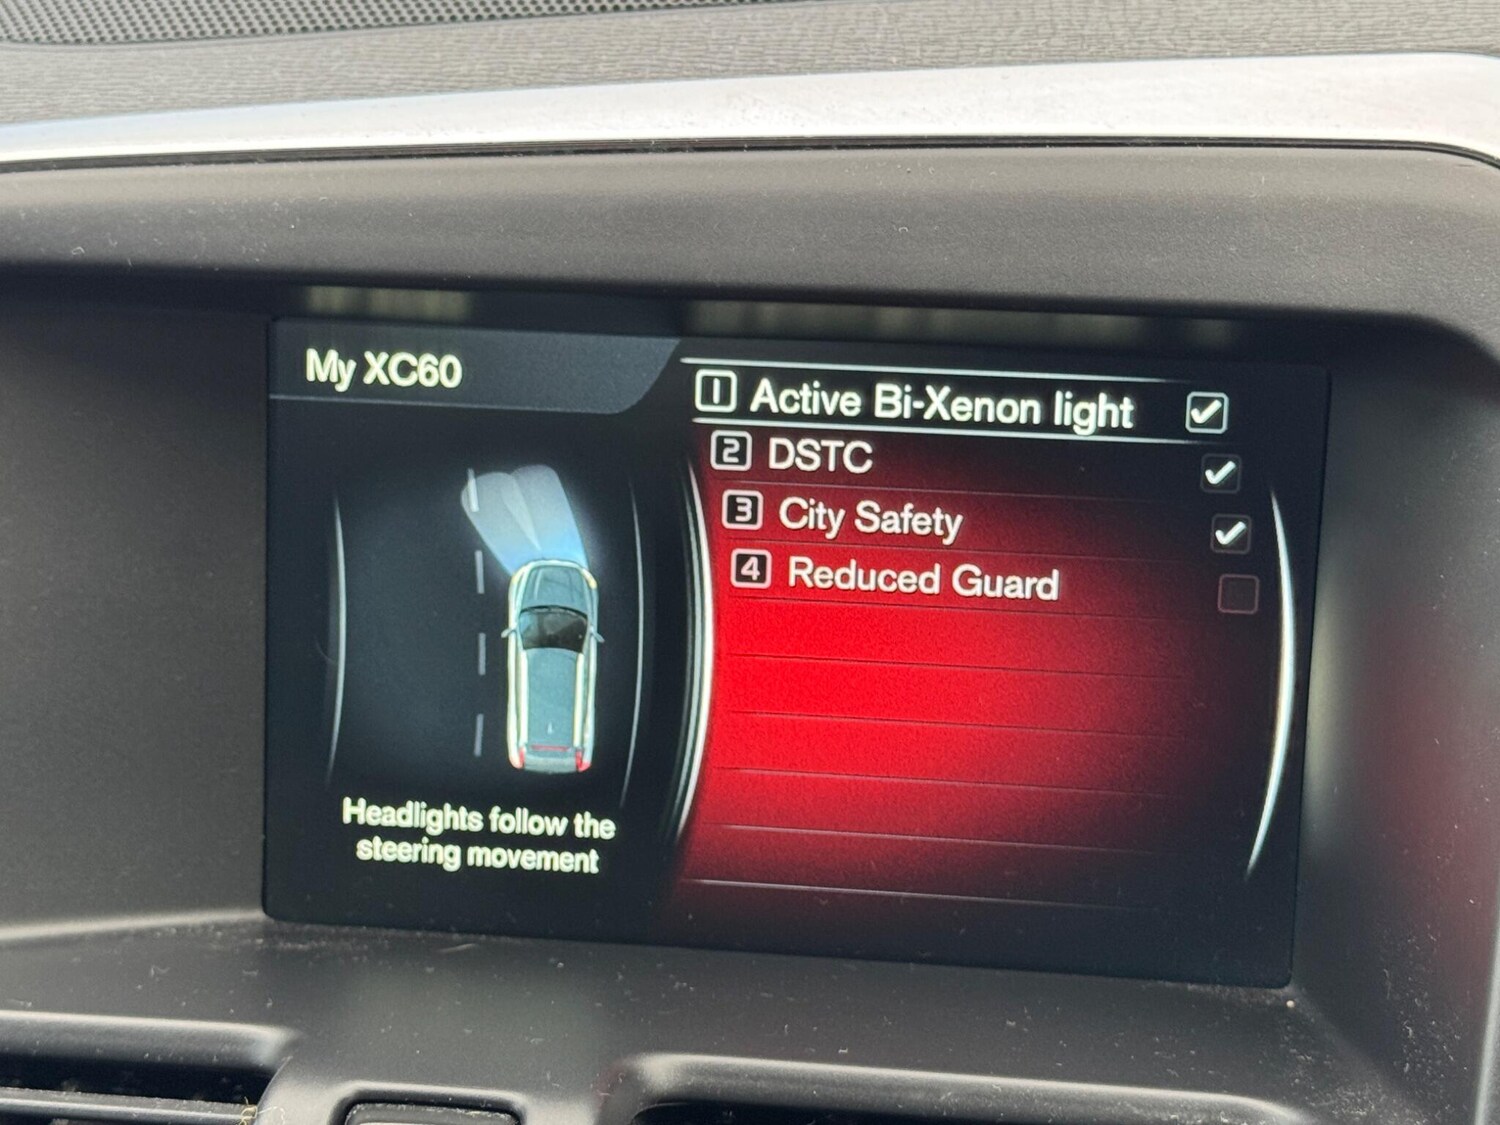 My XC60
1 Active Bi-Xenon light
2 DSTC
3 City Safety
4 Reduced Guard
Headlights follow the
steering movement